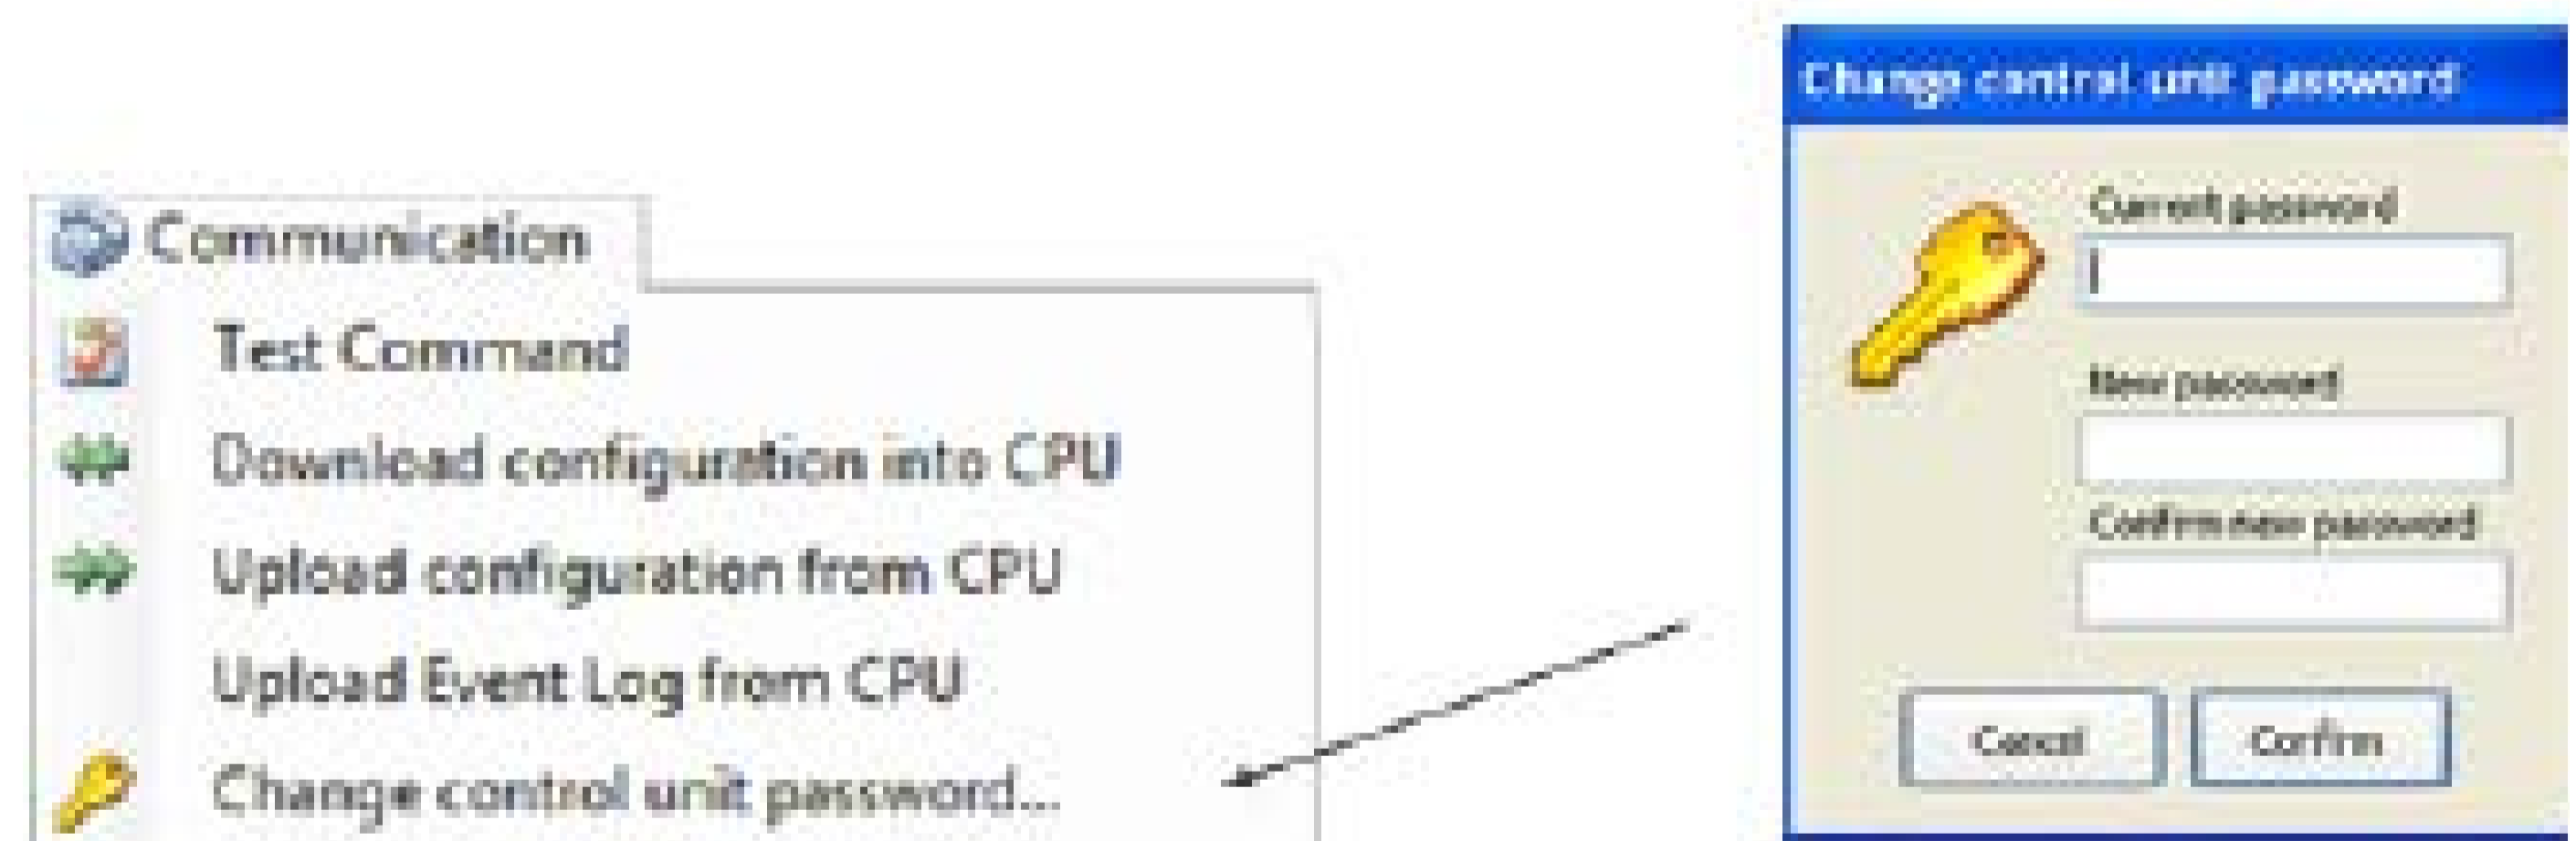 Communication
Test Command
Download configuration into CPU
Upload configuration from CPU
Upload Event Log from CPU
Change control unit password...
Change control unit password
Current password
New password
Confirm new password
Cancel
Confirm